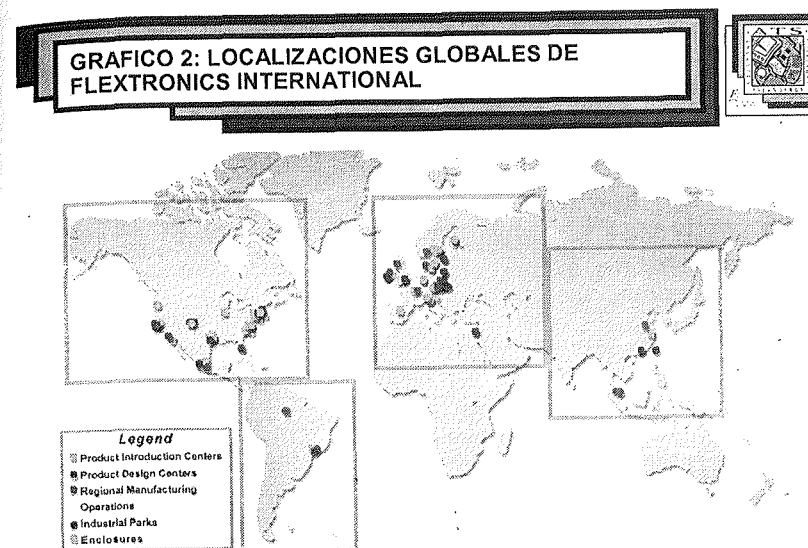 GRAFICO 2: LOCALIZACIONES GLOBALES DE
FLEXTRONICS INTERNATIONAL
A T S
Legend
Product Introduction Centers
Product Design Centers
Regional Manufacturing
Operations
Industrial Parks
Enclosures